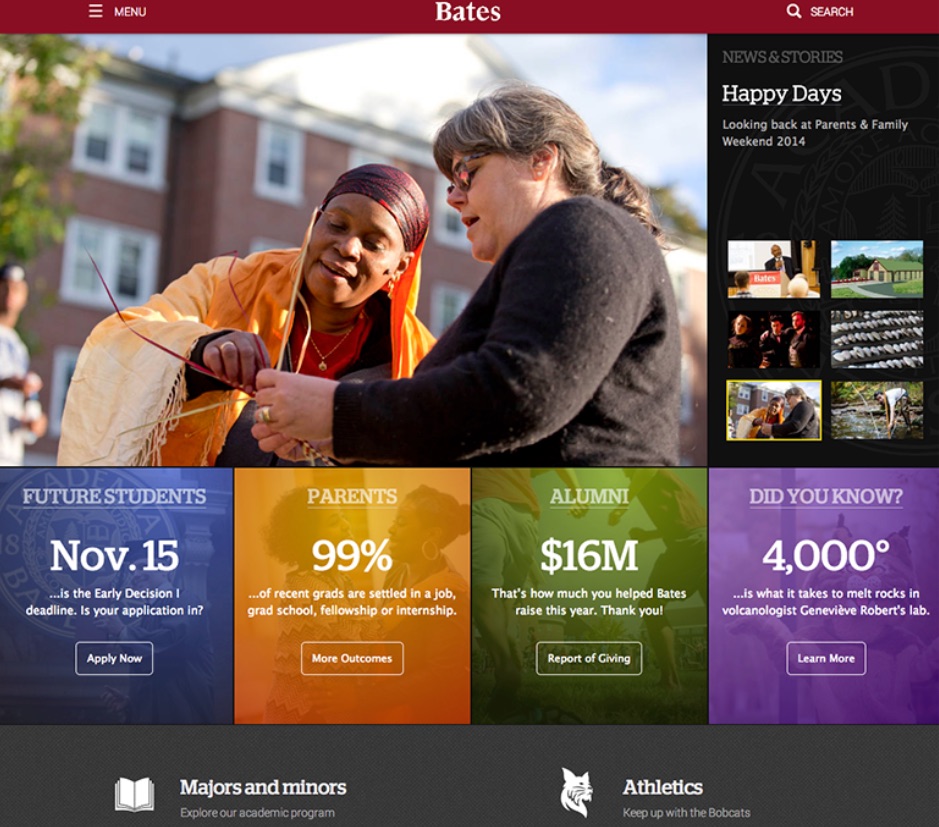 MENU
Bates
SEARCH
NEWS & STORIES
Happy Days
Looking back at Parents & Family
Weekend 2014
Bates
FUTURE STUDENTS
Nov. 15
...is the Early Decision I
deadline. Is your application in?
Apply Now
PARENTS
99%
...of recent grads are settled in a job,
grad school, fellowship or internship.
More Outcomes
ALUMNI
$16M
That's how much you helped Bates
raise this year. Thank you!
Report of Giving
DID YOU KNOW?
4,000°
...is what it takes to melt rocks in
volcanologist Geneviève Robert's lab.
Learn More
Majors and minors
Explore our academic program
Athletics
Keep up with the Bobcats